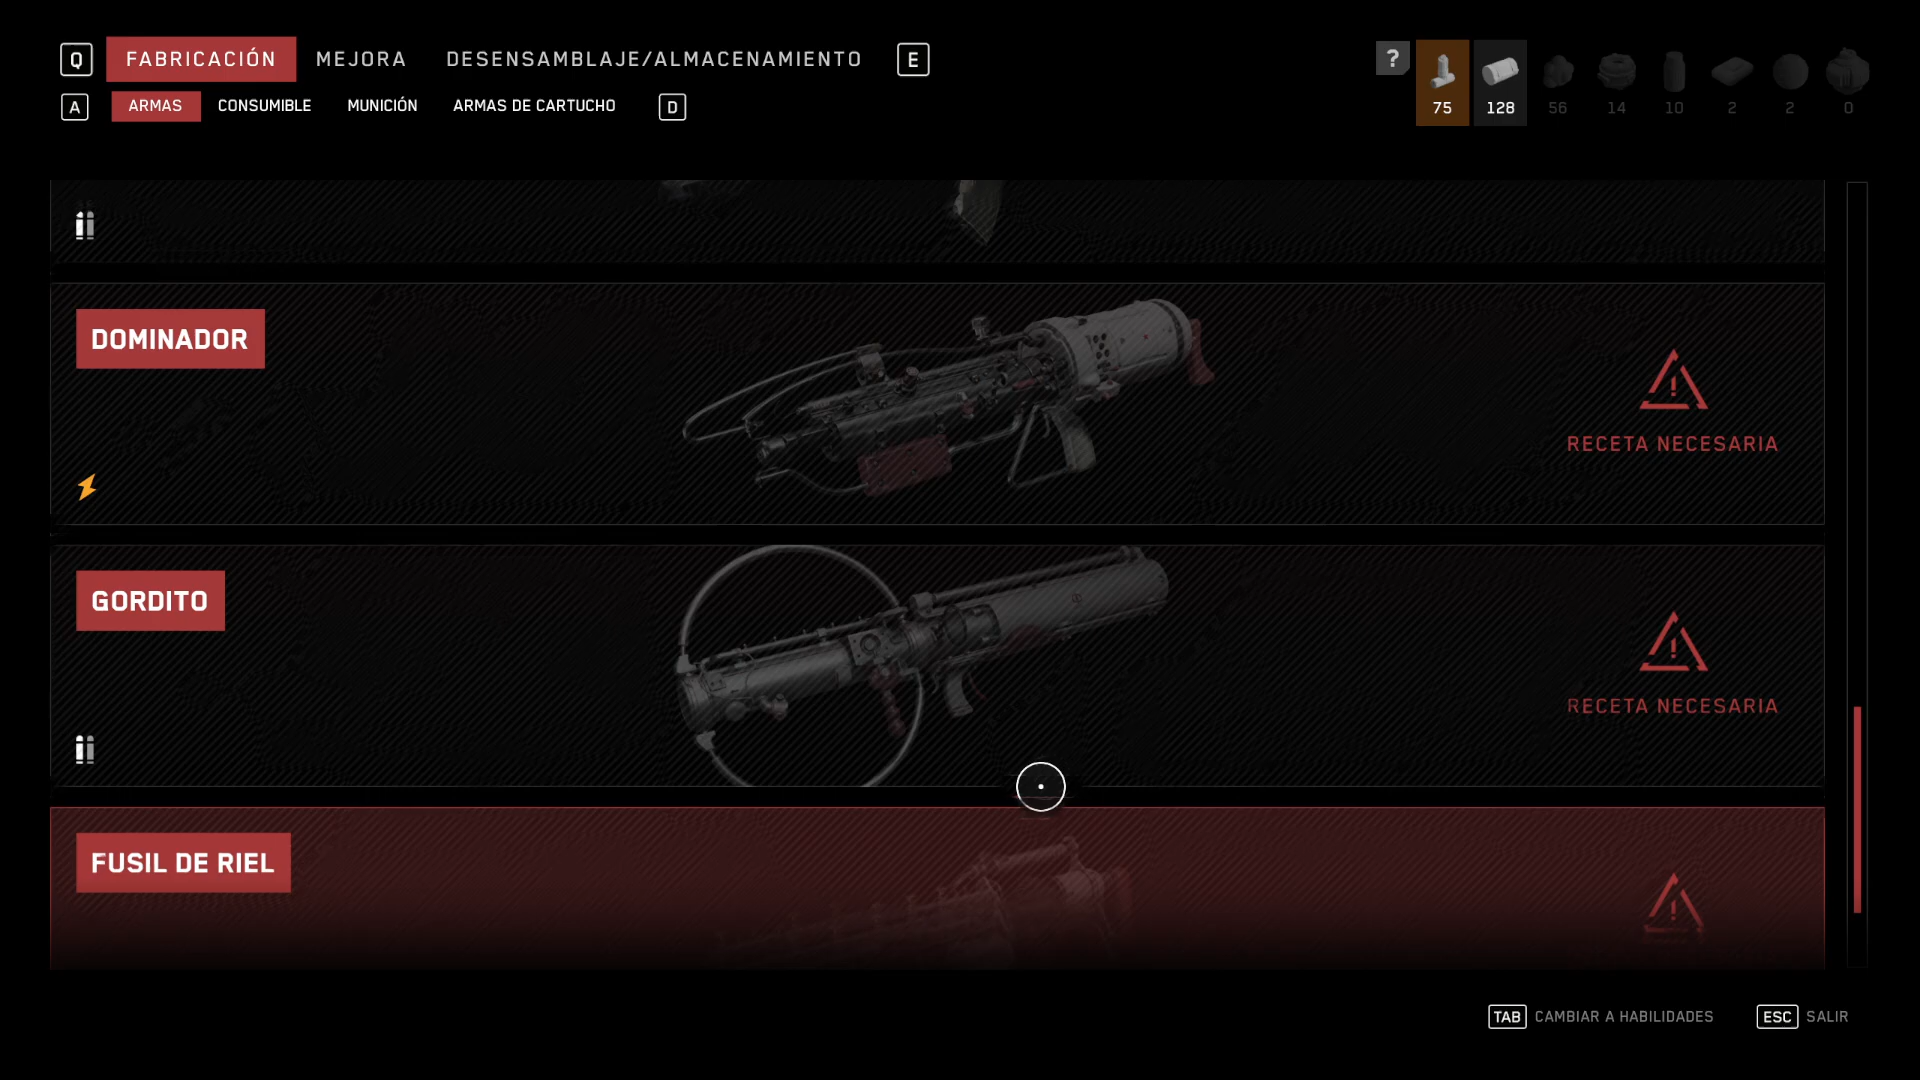 Q FABRICACIÓN MEJORA DESENSAMBLAJE/ALMACENAMIENTO E
A ARMAS CONSUMIBLE MUNICIÓN ARMAS DE CARTUCHO D
?
75 128 56 14 10 2 2 0
DOMINADOR
RECETA NECESARIA
GORDITO
RECETA NECESARIA
FUSIL DE RIEL
TAB CAMBIAR A HABILIDADES ESC SALIR